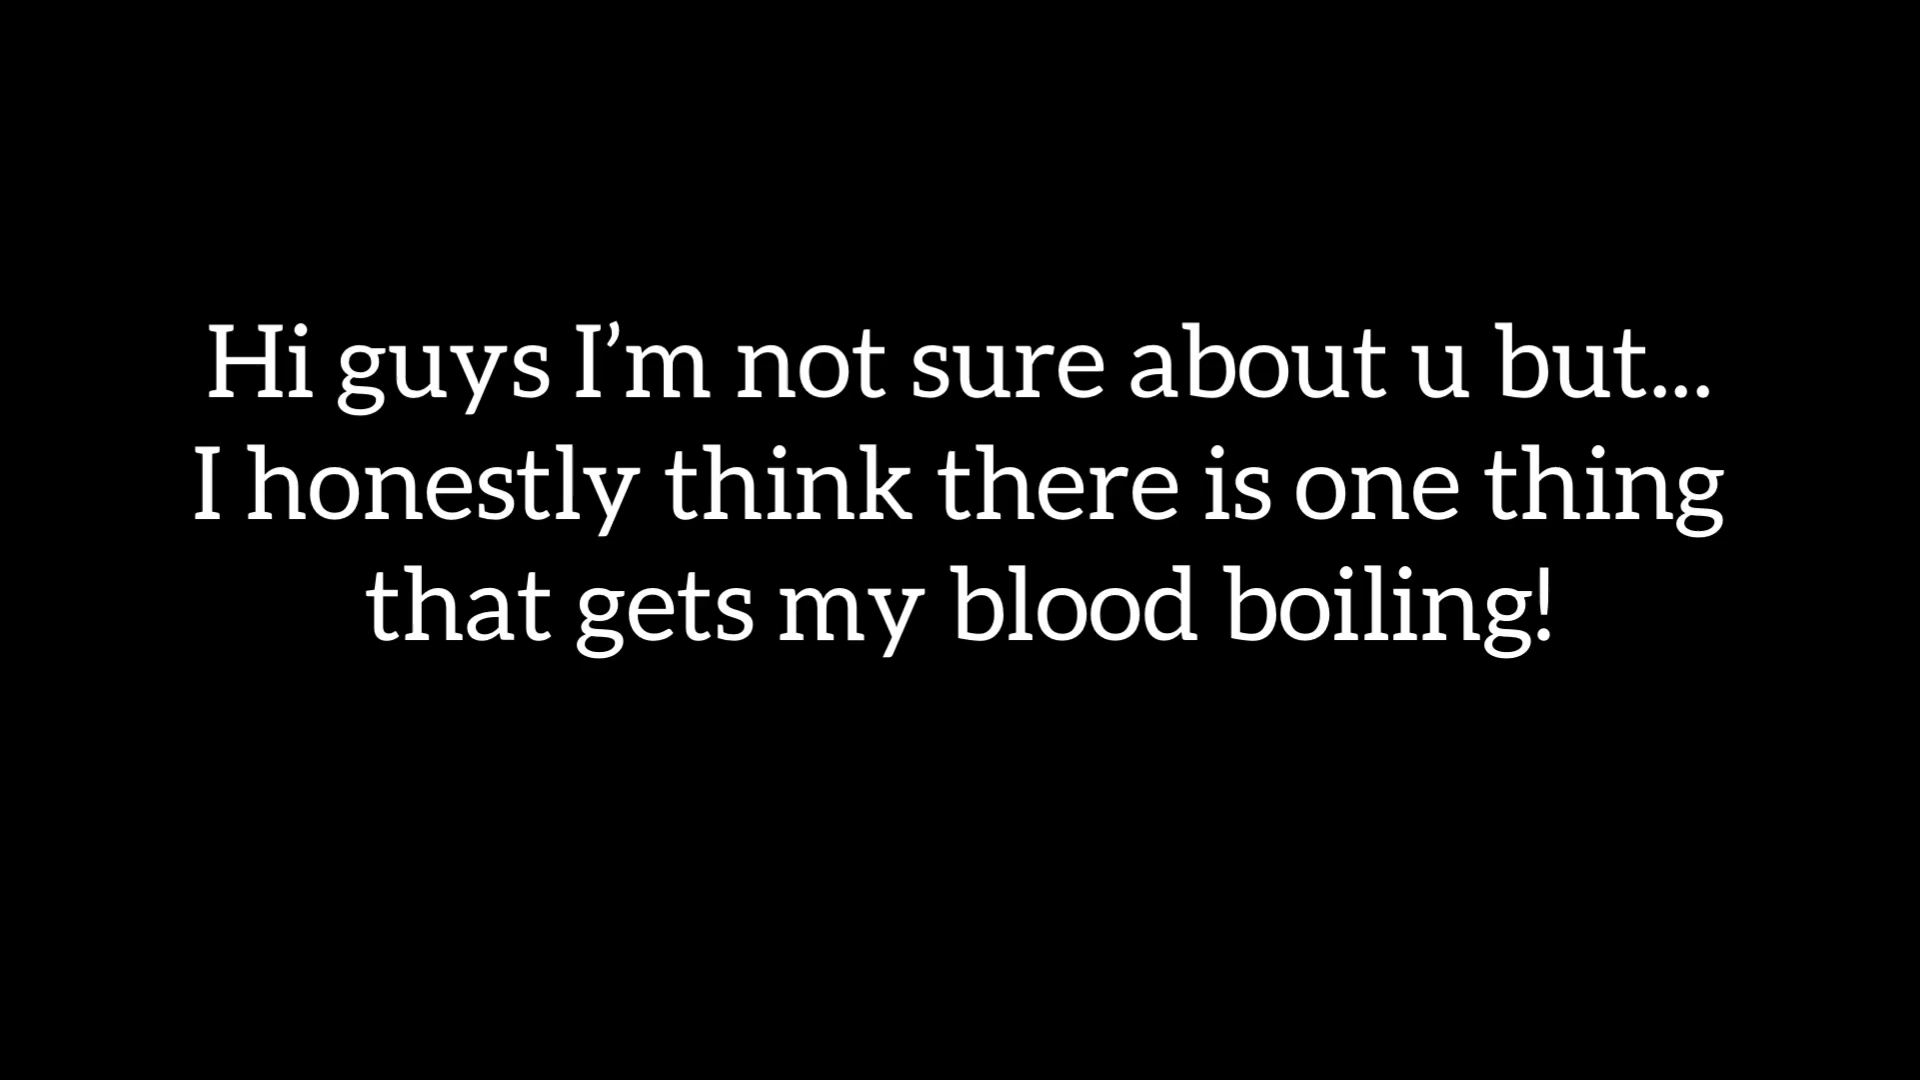 Hi guys I’m not sure about u but...
I honestly think there is one thing
that gets my blood boiling!